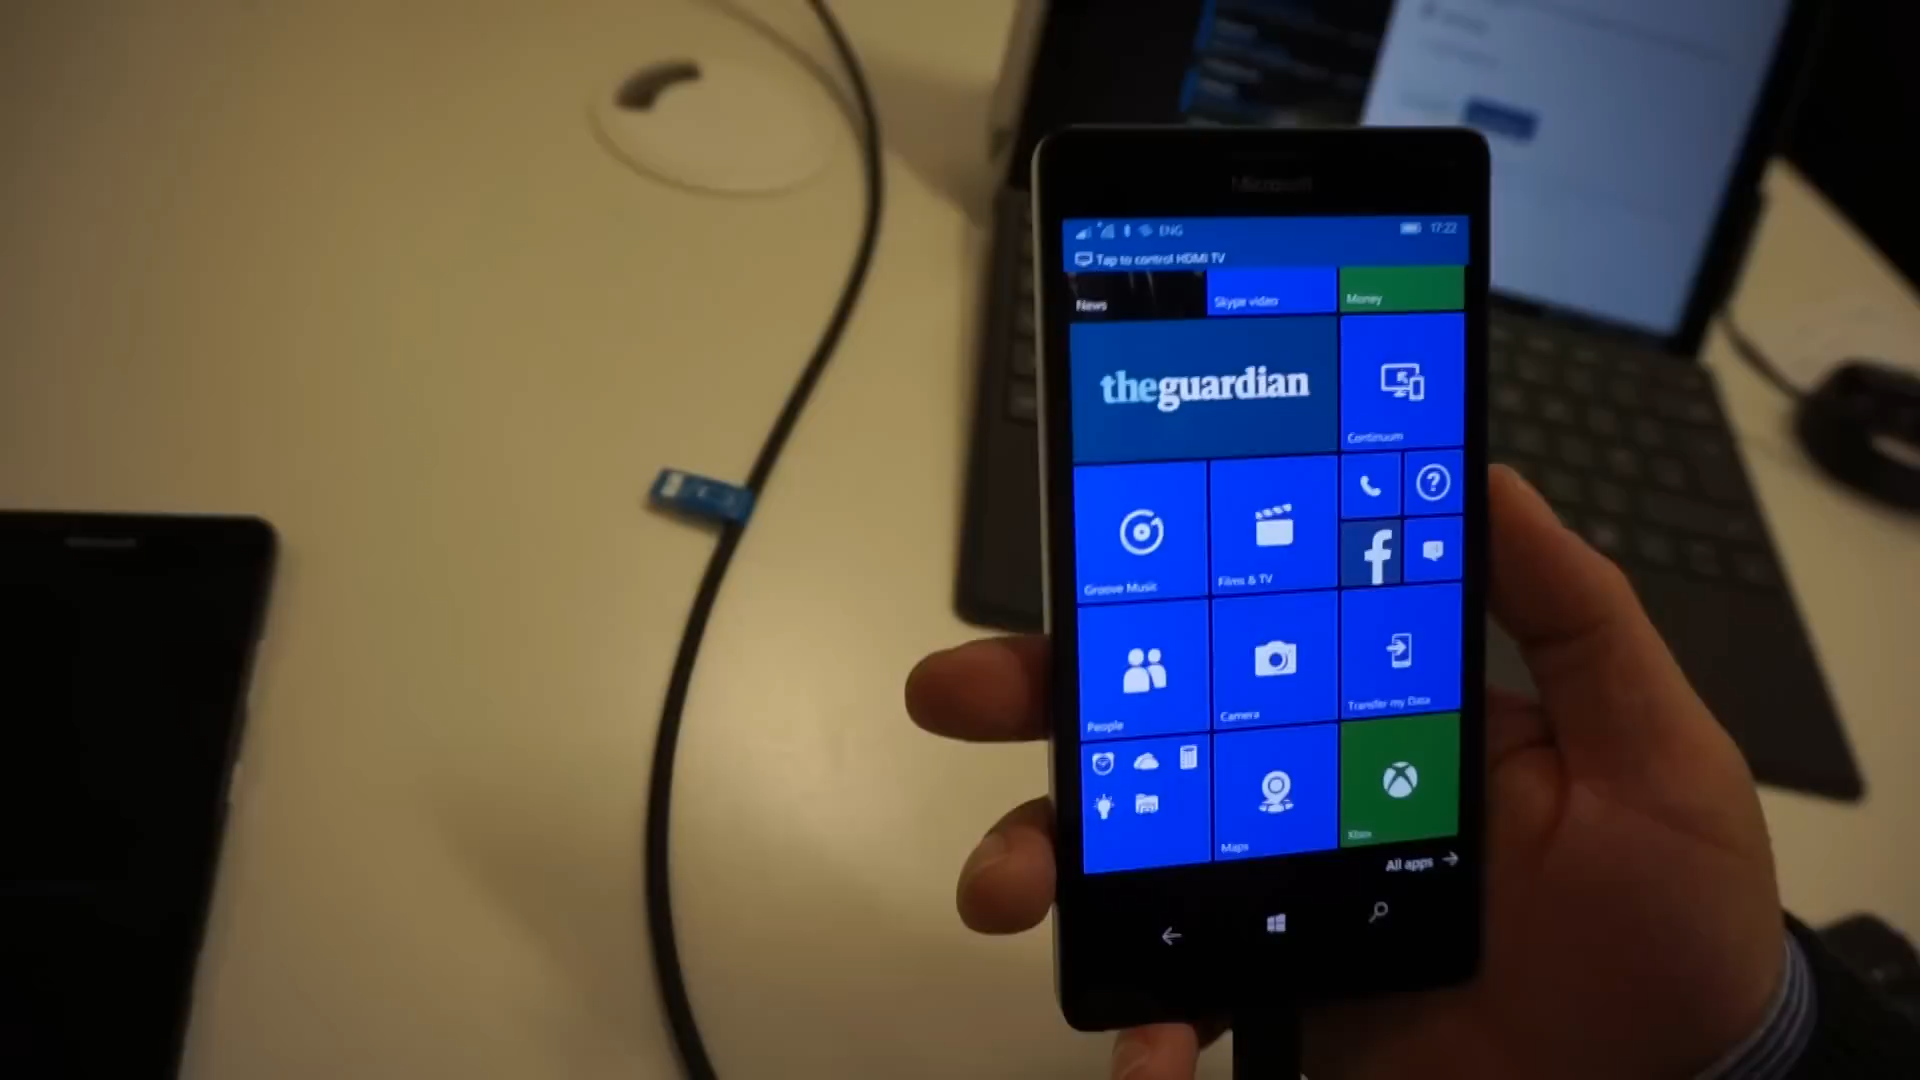 Microsoft
ENG 17:22
Tap to control HDMI TV
News
Skype video
Money
theguardian
Continuum
Groove Music
Films & TV
People
Camera
Transfer my Data
Maps
Xbox
All apps